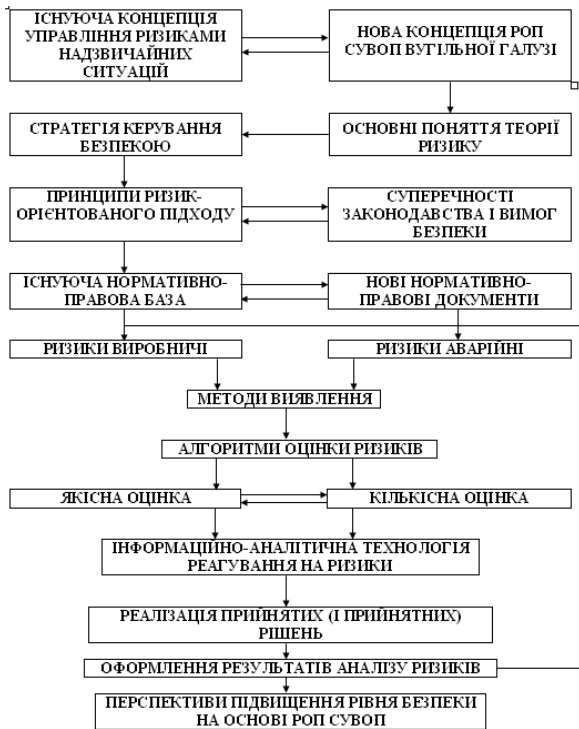 ІСНУЮЧА КОНЦЕПЦІЯ
УПРАВЛІННЯ РИЗИКАМИ
НАДЗВИЧАЙНИХ
СИТУАЦІЙ
НОВА КОНЦЕПЦІЯ РОП
СУВОП ВУГІЛЬНОЇ ГАЛУЗІ
СТРАТЕГІЯ КЕРУВАННЯ
БЕЗПЕКОЮ
ОСНОВНІ ПОНЯТТЯ ТЕОРІЇ
РИЗИКУ
ПРИНЦИПИ РИЗИК-
ОРІЄНТОВАНОГО ПІДХОДУ
СУПЕРЕЧНОСТІ
ЗАКОНОДАВСТВА І ВИМОГ
БЕЗПЕКИ
ІСНУЮЧА НОРМАТИВНО-
ПРАВОВА БАЗА
НОВІ НОРМАТИВНО-
ПРАВОВІ ДОКУМЕНТИ
РИЗИКИ ВИРОБНИЧІ
РИЗИКИ АВАРІЙНІ
МЕТОДИ ВИЯВЛЕННЯ
АЛГОРИТМИ ОЦІНКИ РИЗИКІВ
ЯКІСНА ОЦІНКА
КІЛЬКІСНА ОЦІНКА
ІНФОРМАЦІЙНО-АНАЛІТИЧНА ТЕХНОЛОГІЯ
РЕАГУВАННЯ НА РИЗИКИ
РЕАЛІЗАЦІЯ ПРИЙНЯТИХ (І ПРИЙНЯТНИХ)
РІШЕНЬ
ОФОРМЛЕННЯ РЕЗУЛЬТАТІВ АНАЛІЗУ РИЗИКІВ
ПЕРСПЕКТИВИ ПІДВИЩЕННЯ РІВНЯ БЕЗПЕКИ
НА ОСНОВІ РОП СУВОП